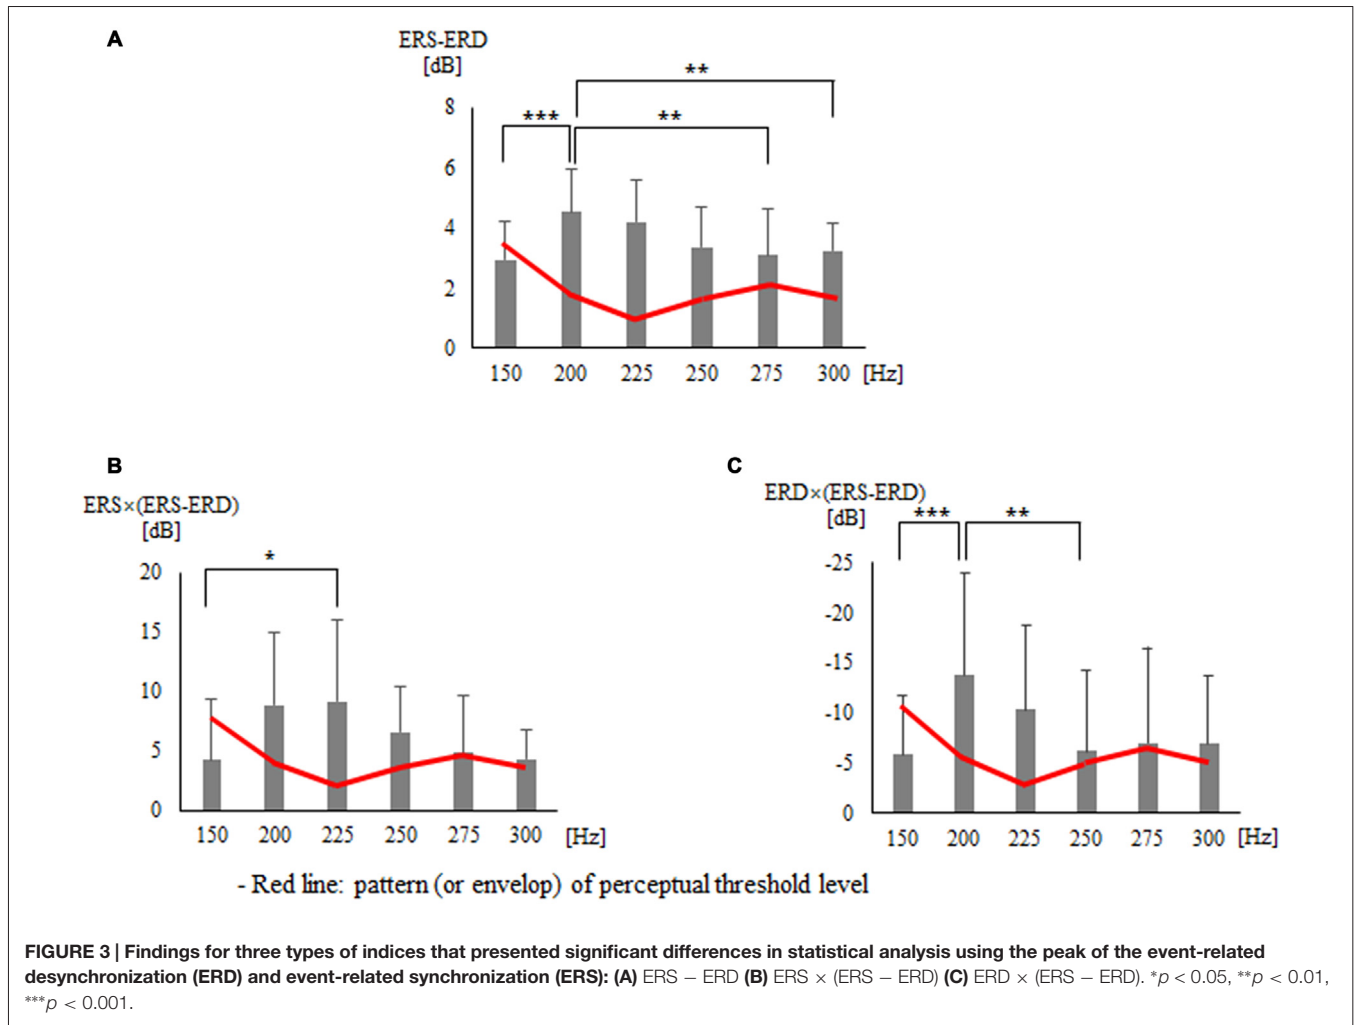 A
ERS-ERD
[dB]
**
***
**
8
6
4
2
0
150 200 225 250 275 300 [Hz]
B
ERS×(ERS-ERD)
[dB]
*
20
15
10
5
0
150 200 225 250 275 300 [Hz]
C
ERD×(ERS-ERD)
[dB]
***
**
-25
-20
-15
-10
-5
0
150 200 225 250 275 300 [Hz]
- Red line: pattern (or envelop) of perceptual threshold level
FIGURE 3 | Findings for three types of indices that presented significant differences in statistical analysis using the peak of the event-related
desynchronization (ERD) and event-related synchronization (ERS): (A) ERS − ERD (B) ERS × (ERS − ERD) (C) ERD × (ERS − ERD). *p < 0.05, **p < 0.01,
***p < 0.001.